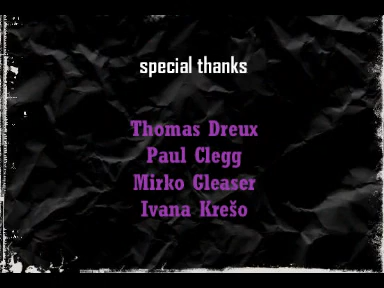 special thanks
Thomas Dreux
Paul Clegg
Mirko Gleaser
Ivana Krešo